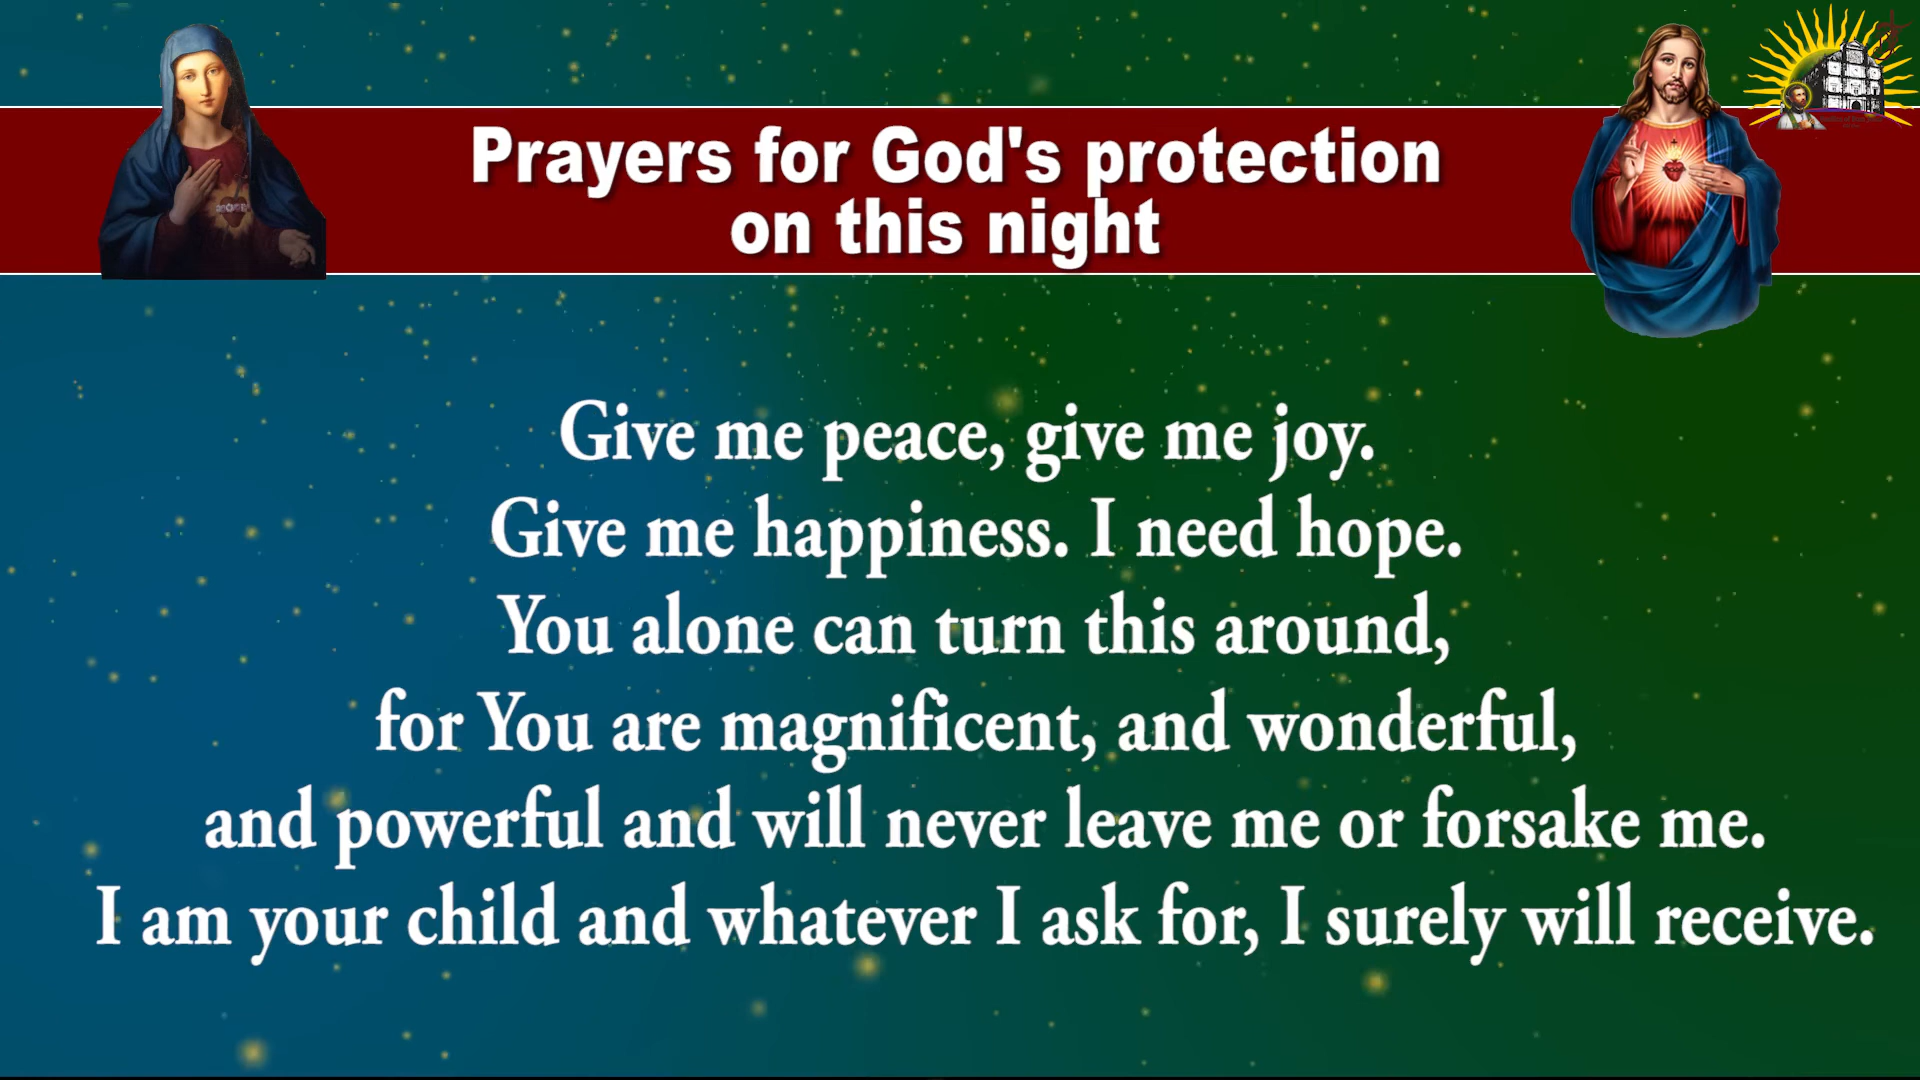 Prayers for God's protection
on this night
Give me peace, give me joy.
Give me happiness. I need hope.
You alone can turn this around,
for You are magnificent, and wonderful,
and powerful and will never leave me or forsake me.
I am your child and whatever I ask for, I surely will receive.